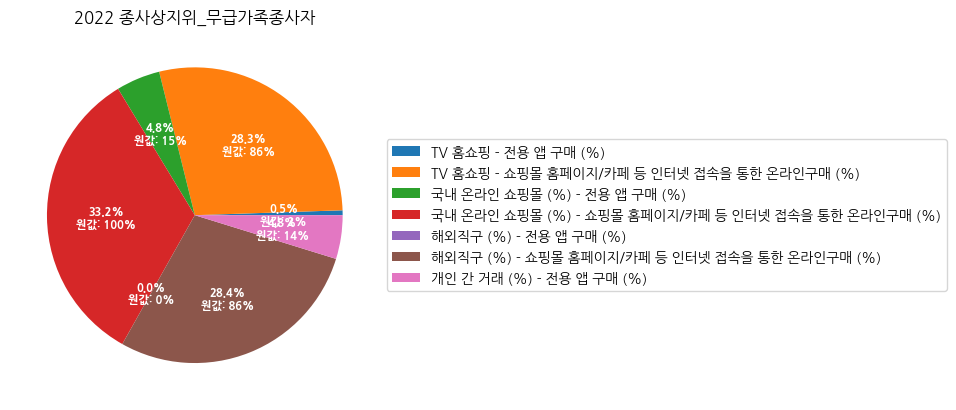 2022 종사상지위_무급가족종사자
4.8%
원값: 15%
28.3%
원값: 86%
33.2%
원값: 100%
0.5%
원값: 14%
0.0%
원값: 0%
28.4%
원값: 86%
TV 홈쇼핑 - 전용 앱 구매 (%)
TV 홈쇼핑 - 쇼핑몰 홈페이지/카페 등 인터넷 접속을 통한 온라인구매 (%)
국내 온라인 쇼핑몰 (%) - 전용 앱 구매 (%)
국내 온라인 쇼핑몰 (%) - 쇼핑몰 홈페이지/카페 등 인터넷 접속을 통한 온라인구매 (%)
해외직구 (%) - 전용 앱 구매 (%)
해외직구 (%) - 쇼핑몰 홈페이지/카페 등 인터넷 접속을 통한 온라인구매 (%)
개인 간 거래 (%) - 전용 앱 구매 (%)